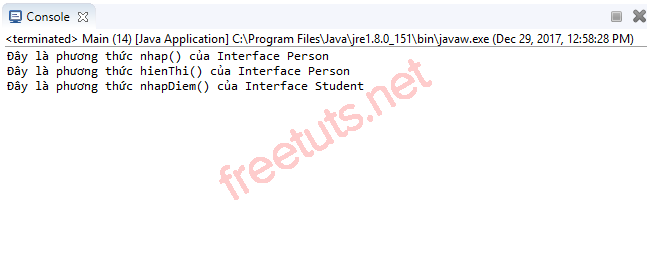 Console
<terminated> Main (14) [Java Application] C:\Program Files\Java\jre1.8.0_151\bin\javaw.exe (Dec 29, 2017, 12:58:28 PM)
Đây là phương thức nhap() của Interface Person
Đây là phương thức hienThi() của Interface Person
Đây là phương thức nhapDiem() của Interface Student
freetuts.net